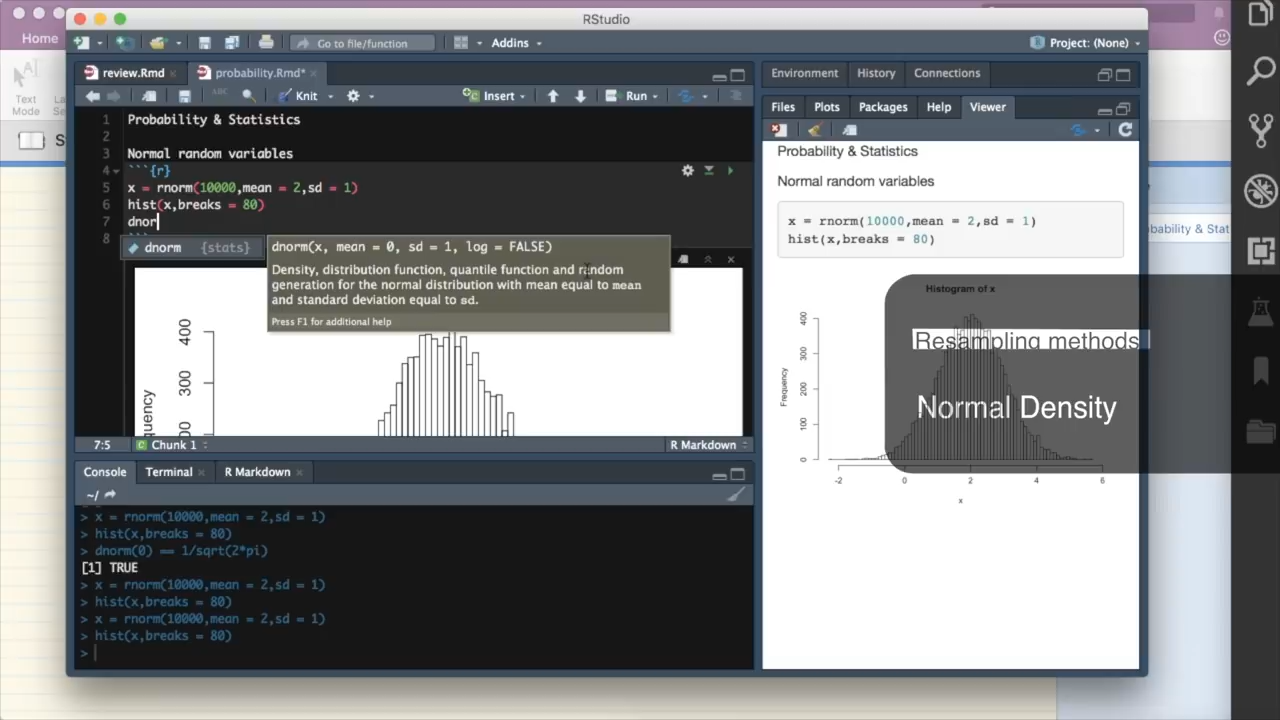 RStudio
Home
Text
Mode
Go to file/function
Addins
Project: (None)
review.Rmd
probability.Rmd*
ABC
Knit
Insert
Run
1 Probability & Statistics
2
3 Normal random variables
4 ```{r}
5 x = rnorm(10000,mean = 2,sd = 1)
6 hist(x,breaks = 80)
7 dnor
8 ```
dnorm {stats}
dnorm(x, mean = 0, sd = 1, log = FALSE)
Density, distribution function, quantile function and random
generation for the normal distribution with mean equal to mean
and standard deviation equal to sd.
Press F1 for additional help
400
300
7:5
Chunk 1
R Markdown
Console
Terminal
R Markdown
~/
> x = rnorm(10000,mean = 2,sd = 1)
> hist(x,breaks = 80)
> dnorm(0) == 1/sqrt(2*pi)
[1] TRUE
> x = rnorm(10000,mean = 2,sd = 1)
> hist(x,breaks = 80)
> x = rnorm(10000,mean = 2,sd = 1)
> hist(x,breaks = 80)
>
Environment
History
Connections
Files
Plots
Packages
Help
Viewer
Probability & Statistics
Normal random variables
x = rnorm(10000,mean = 2,sd = 1)
hist(x,breaks = 80)
Histogram of x
Frequency
400
300
200
100
0
-2 0 2 4 6
x
Resampling methods
Normal Density